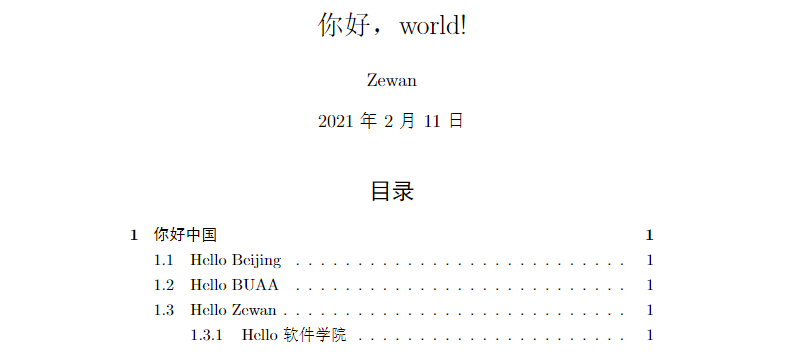 你好，world!
Zewan
2021 年 2 月 11 日
目录
1 你好中国 1
1.1 Hello Beijing . . . . . . . . . . . . . . . . . . . . . . . . . . . 1
1.2 Hello BUAA . . . . . . . . . . . . . . . . . . . . . . . . . . . 1
1.3 Hello Zewan . . . . . . . . . . . . . . . . . . . . . . . . . . . . 1
1.3.1 Hello 软件学院 . . . . . . . . . . . . . . . . . . . . . . 1